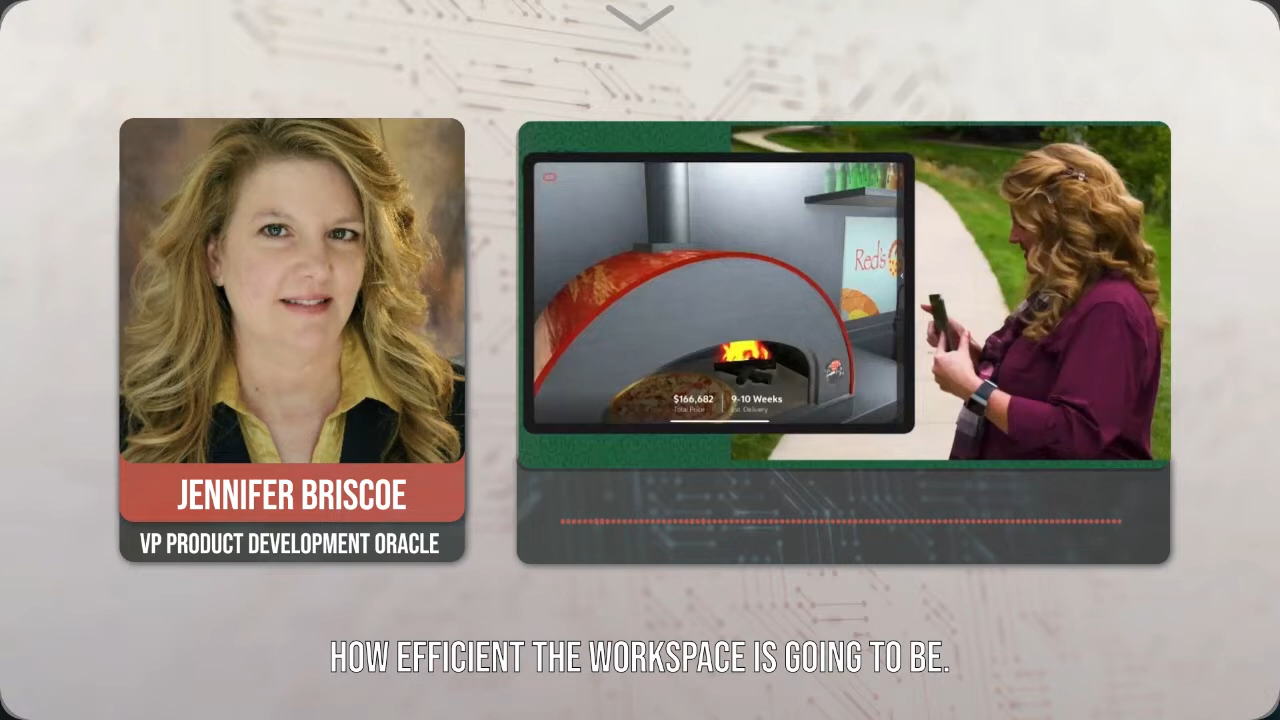 JENNIFER BRISCOE
VP PRODUCT DEVELOPMENT ORACLE
Red's
$166,682
Total Price
9-10 Weeks
Est. Delivery
HOW EFFICIENT THE WORKSPACE IS GOING TO BE.